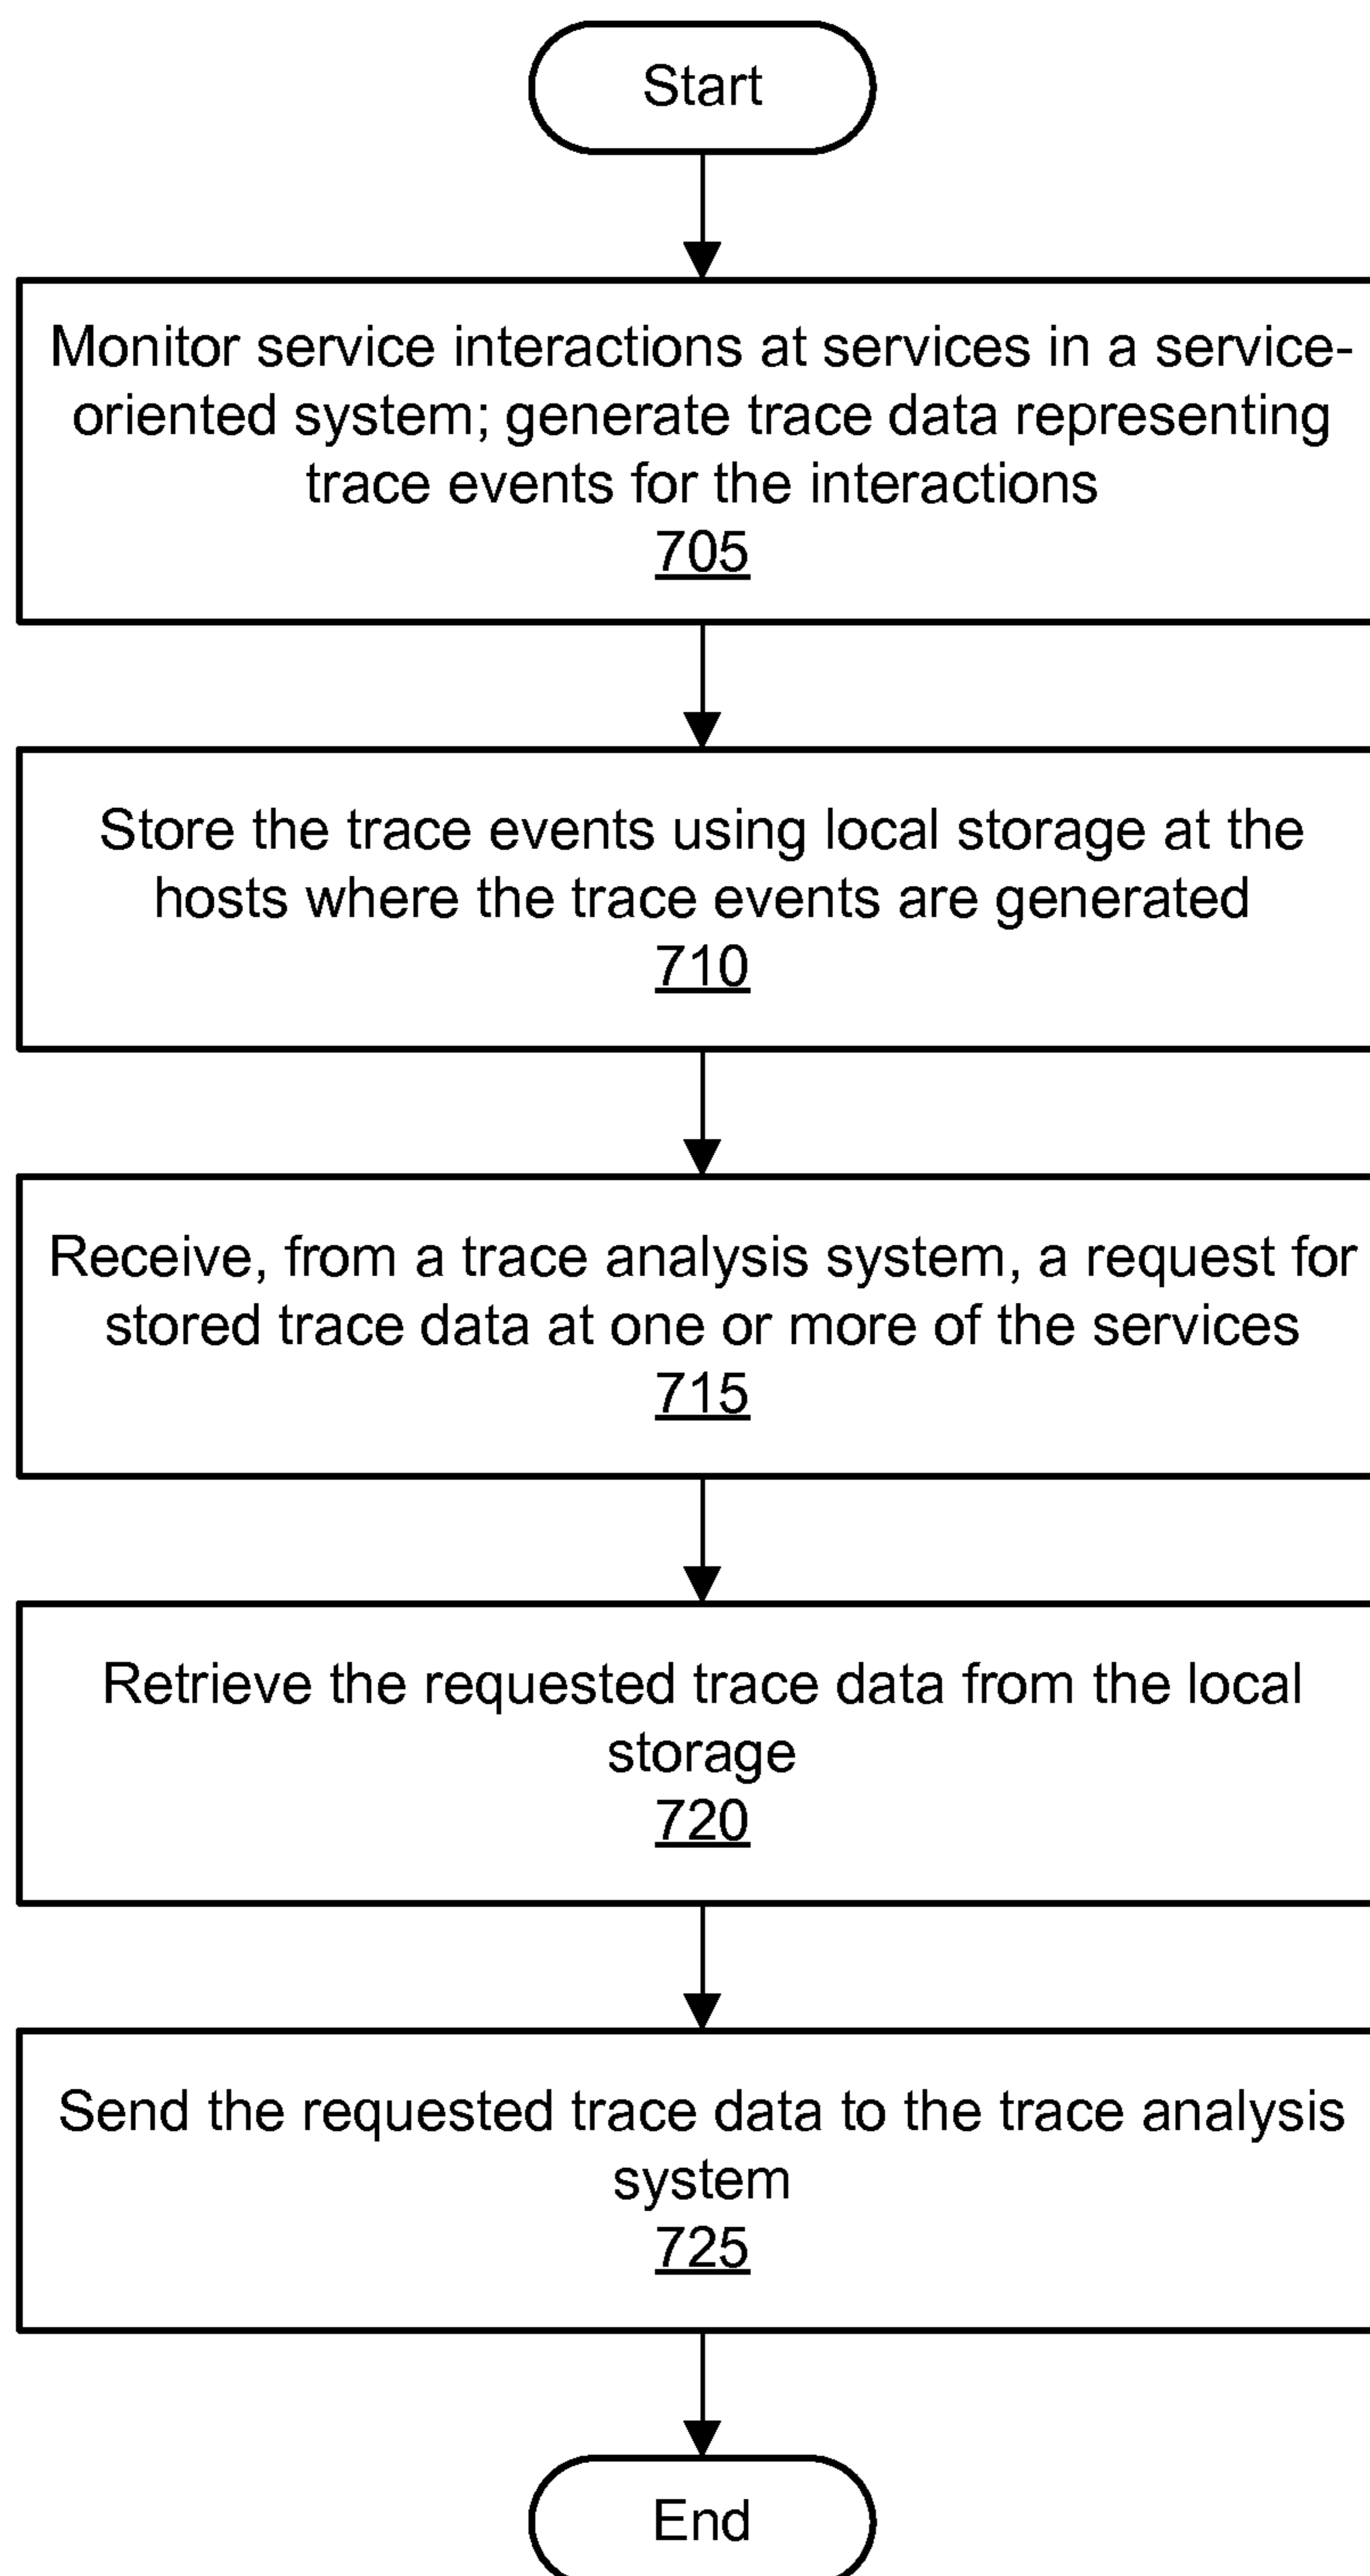 Start
Monitor service interactions at services in a service-
oriented system; generate trace data representing
trace events for the interactions
705
Store the trace events using local storage at the
hosts where the trace events are generated
710
Receive, from a trace analysis system, a request for
stored trace data at one or more of the services
715
Retrieve the requested trace data from the local
storage
720
Send the requested trace data to the trace analysis
system
725
End